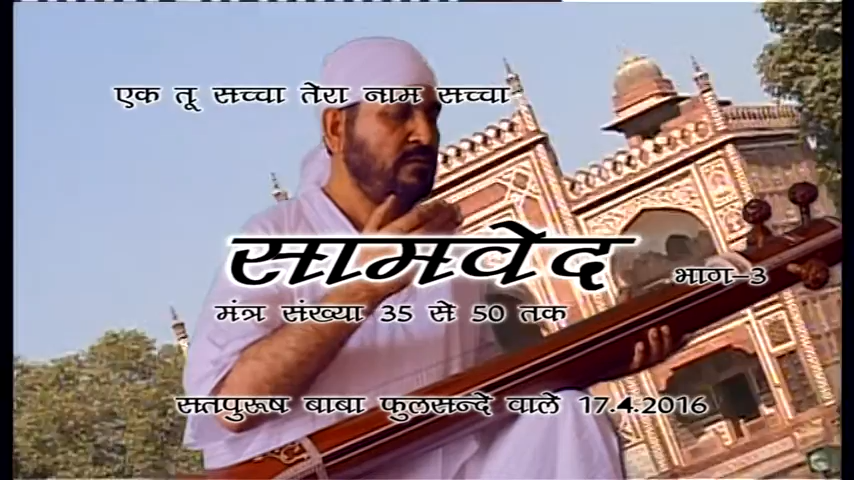 एक तू सच्चा तेरा नाम सच्चा
सामवेद भाग–3
मंत्र संख्या 35 से 50 तक
सतपुरूष बाबा फुलसन्दे वाले 17.4.2016